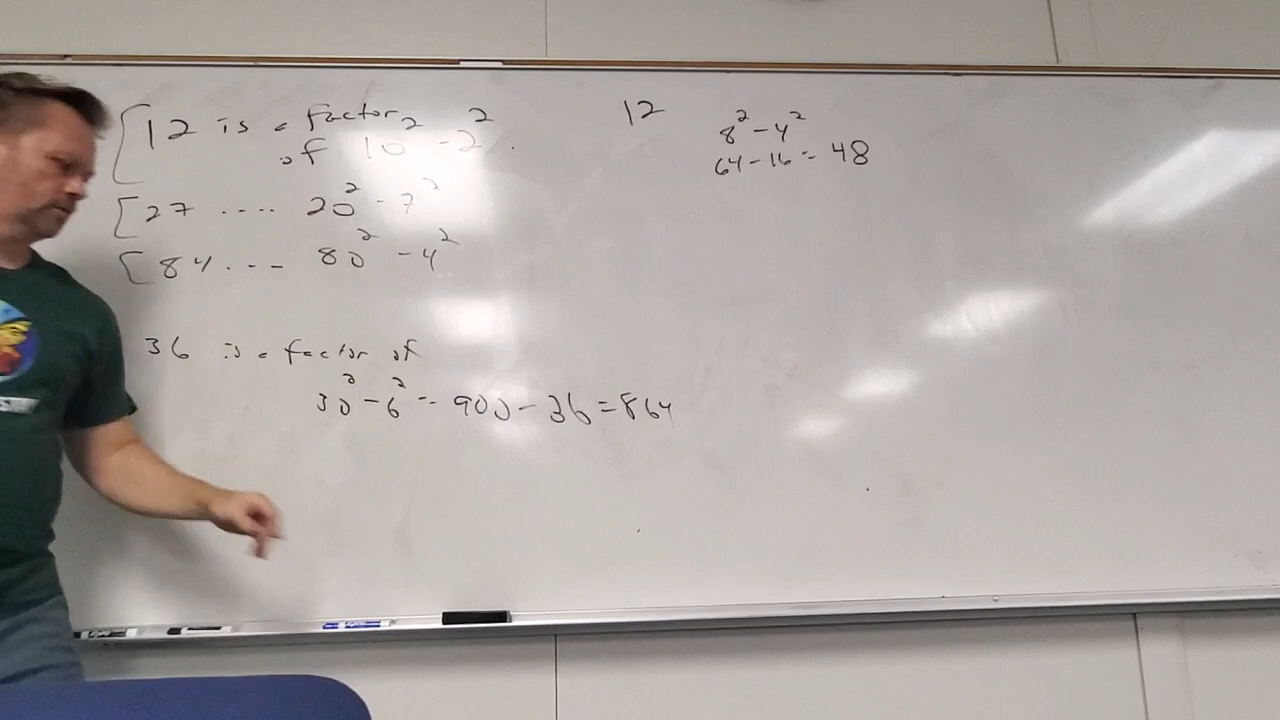 [12 is a factor
of 10² - 2².
[27 .... 20² - 7²
[84 ... 80² - 4²
36 is a factor of
30² - 6² = 900 - 36 = 864
12
8² - 4²
64 - 16 = 48